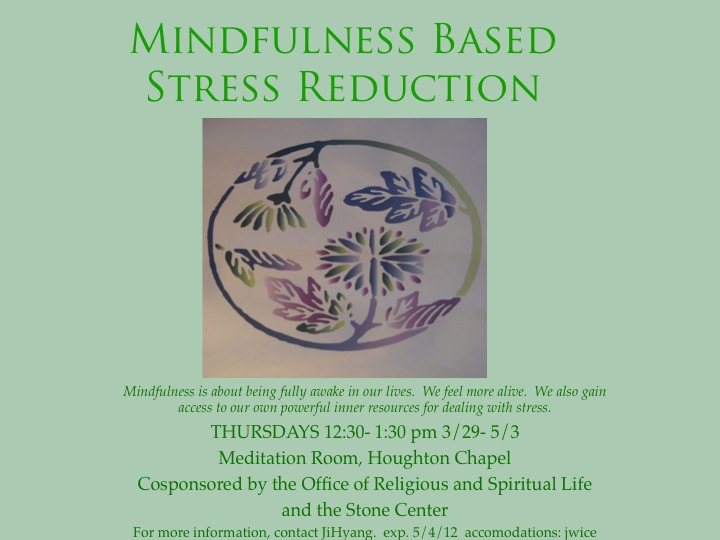 Mindfulness Based
Stress Reduction
Mindfulness is about being fully awake in our lives.  We feel more alive.  We also gain
access to our own powerful inner resources for dealing with stress.
THURSDAYS 12:30- 1:30 pm 3/29- 5/3
Meditation Room, Houghton Chapel
Cosponsored by the Office of Religious and Spiritual Life
and the Stone Center
For more information, contact JiHyang.  exp. 5/4/12  accomodations: jwice